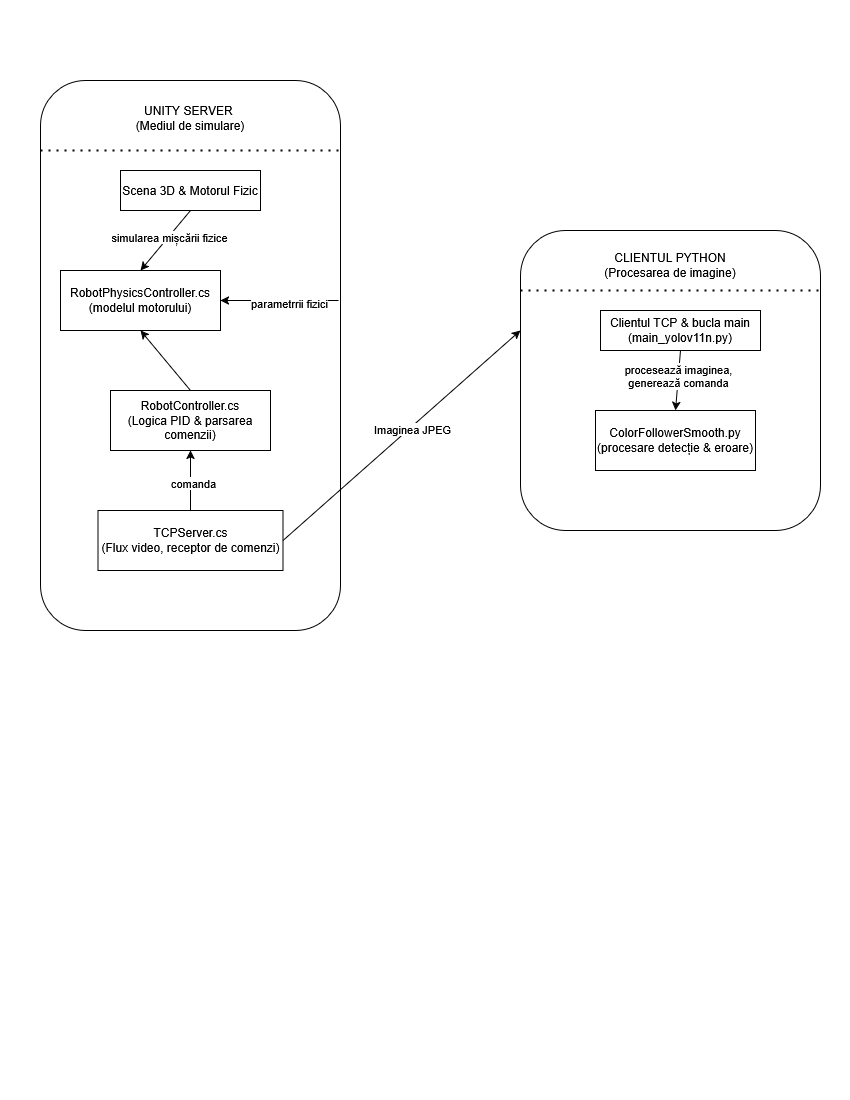 UNITY SERVER
(Mediul de simulare)
Scena 3D & Motorul Fizic
simularea mișcării fizice
RobotPhysicsController.cs
(modelul motorului)
parametrrii fizici
RobotController.cs
(Logica PID & parsarea
comenzii)
comanda
TCPServer.cs
(Flux video, receptor de comenzi)
Imaginea JPEG
CLIENTUL PYTHON
(Procesarea de imagine)
Clientul TCP & bucla main
(main_yolov11n.py)
procesează imaginea,
generează comanda
ColorFollowerSmooth.py
(procesare detecție & eroare)